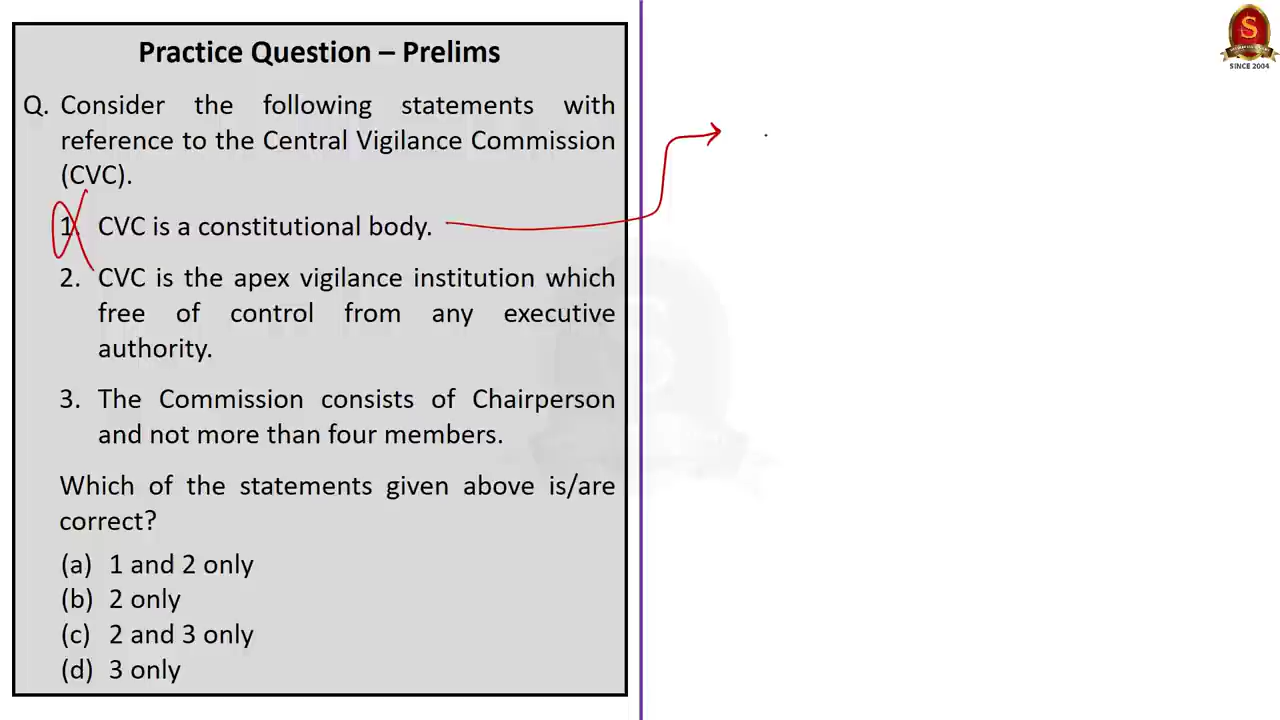 Practice Question – Prelims
Q. Consider the following statements with
reference to the Central Vigilance Commission
(CVC).
1. CVC is a constitutional body.
2. CVC is the apex vigilance institution which
free of control from any executive
authority.
3. The Commission consists of Chairperson
and not more than four members.
Which of the statements given above is/are
correct?
(a) 1 and 2 only
(b) 2 only
(c) 2 and 3 only
(d) 3 only
S
SINCE 2004